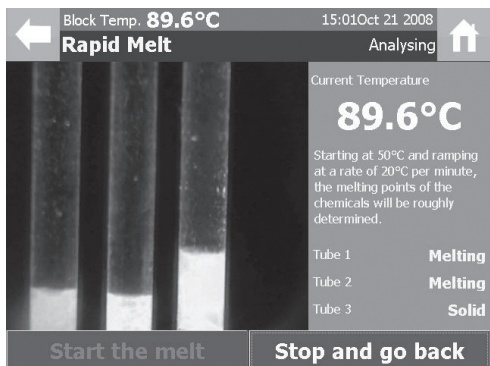 Block Temp. 89.6°C
15:01Oct 21 2008
Rapid Melt
Analysing
Current Temperature
89.6°C
Starting at 50°C and ramping
at a rate of 20°C per minute,
the melting points of the
chemicals will be roughly
determined.
Tube 1 Melting
Tube 2 Melting
Tube 3 Solid
Start the melt
Stop and go back